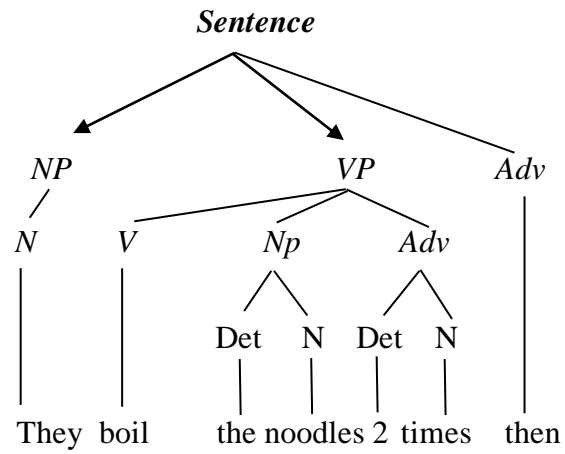 Sentence
NP VP Adv
N V Np Adv
Det N Det N
They boil the noodles 2 times then